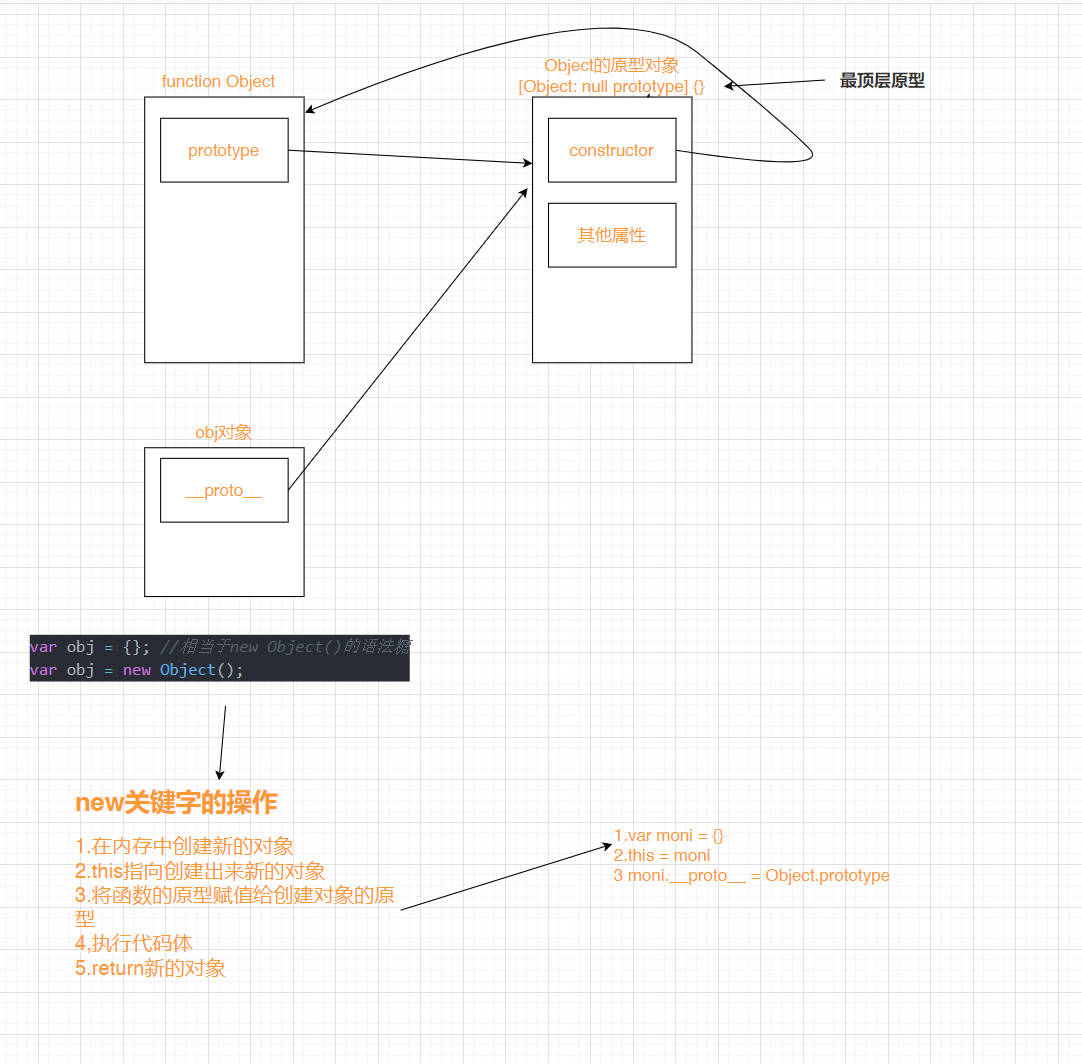 function Object
Object的原型对象
[Object: null prototype] {}
最顶层原型
prototype
constructor
其他属性
obj对象
__proto__
var obj = {}; //相当于new Object()的语法糖
var obj = new Object();
new关键字的操作
1.在内存中创建新的对象
2.this指向创建出来新的对象
3.将函数的原型赋值给创建对象的原
型
4,执行代码体
5.return新的对象
1.var moni = {}
2.this = moni
3 moni.__proto__ = Object.prototype